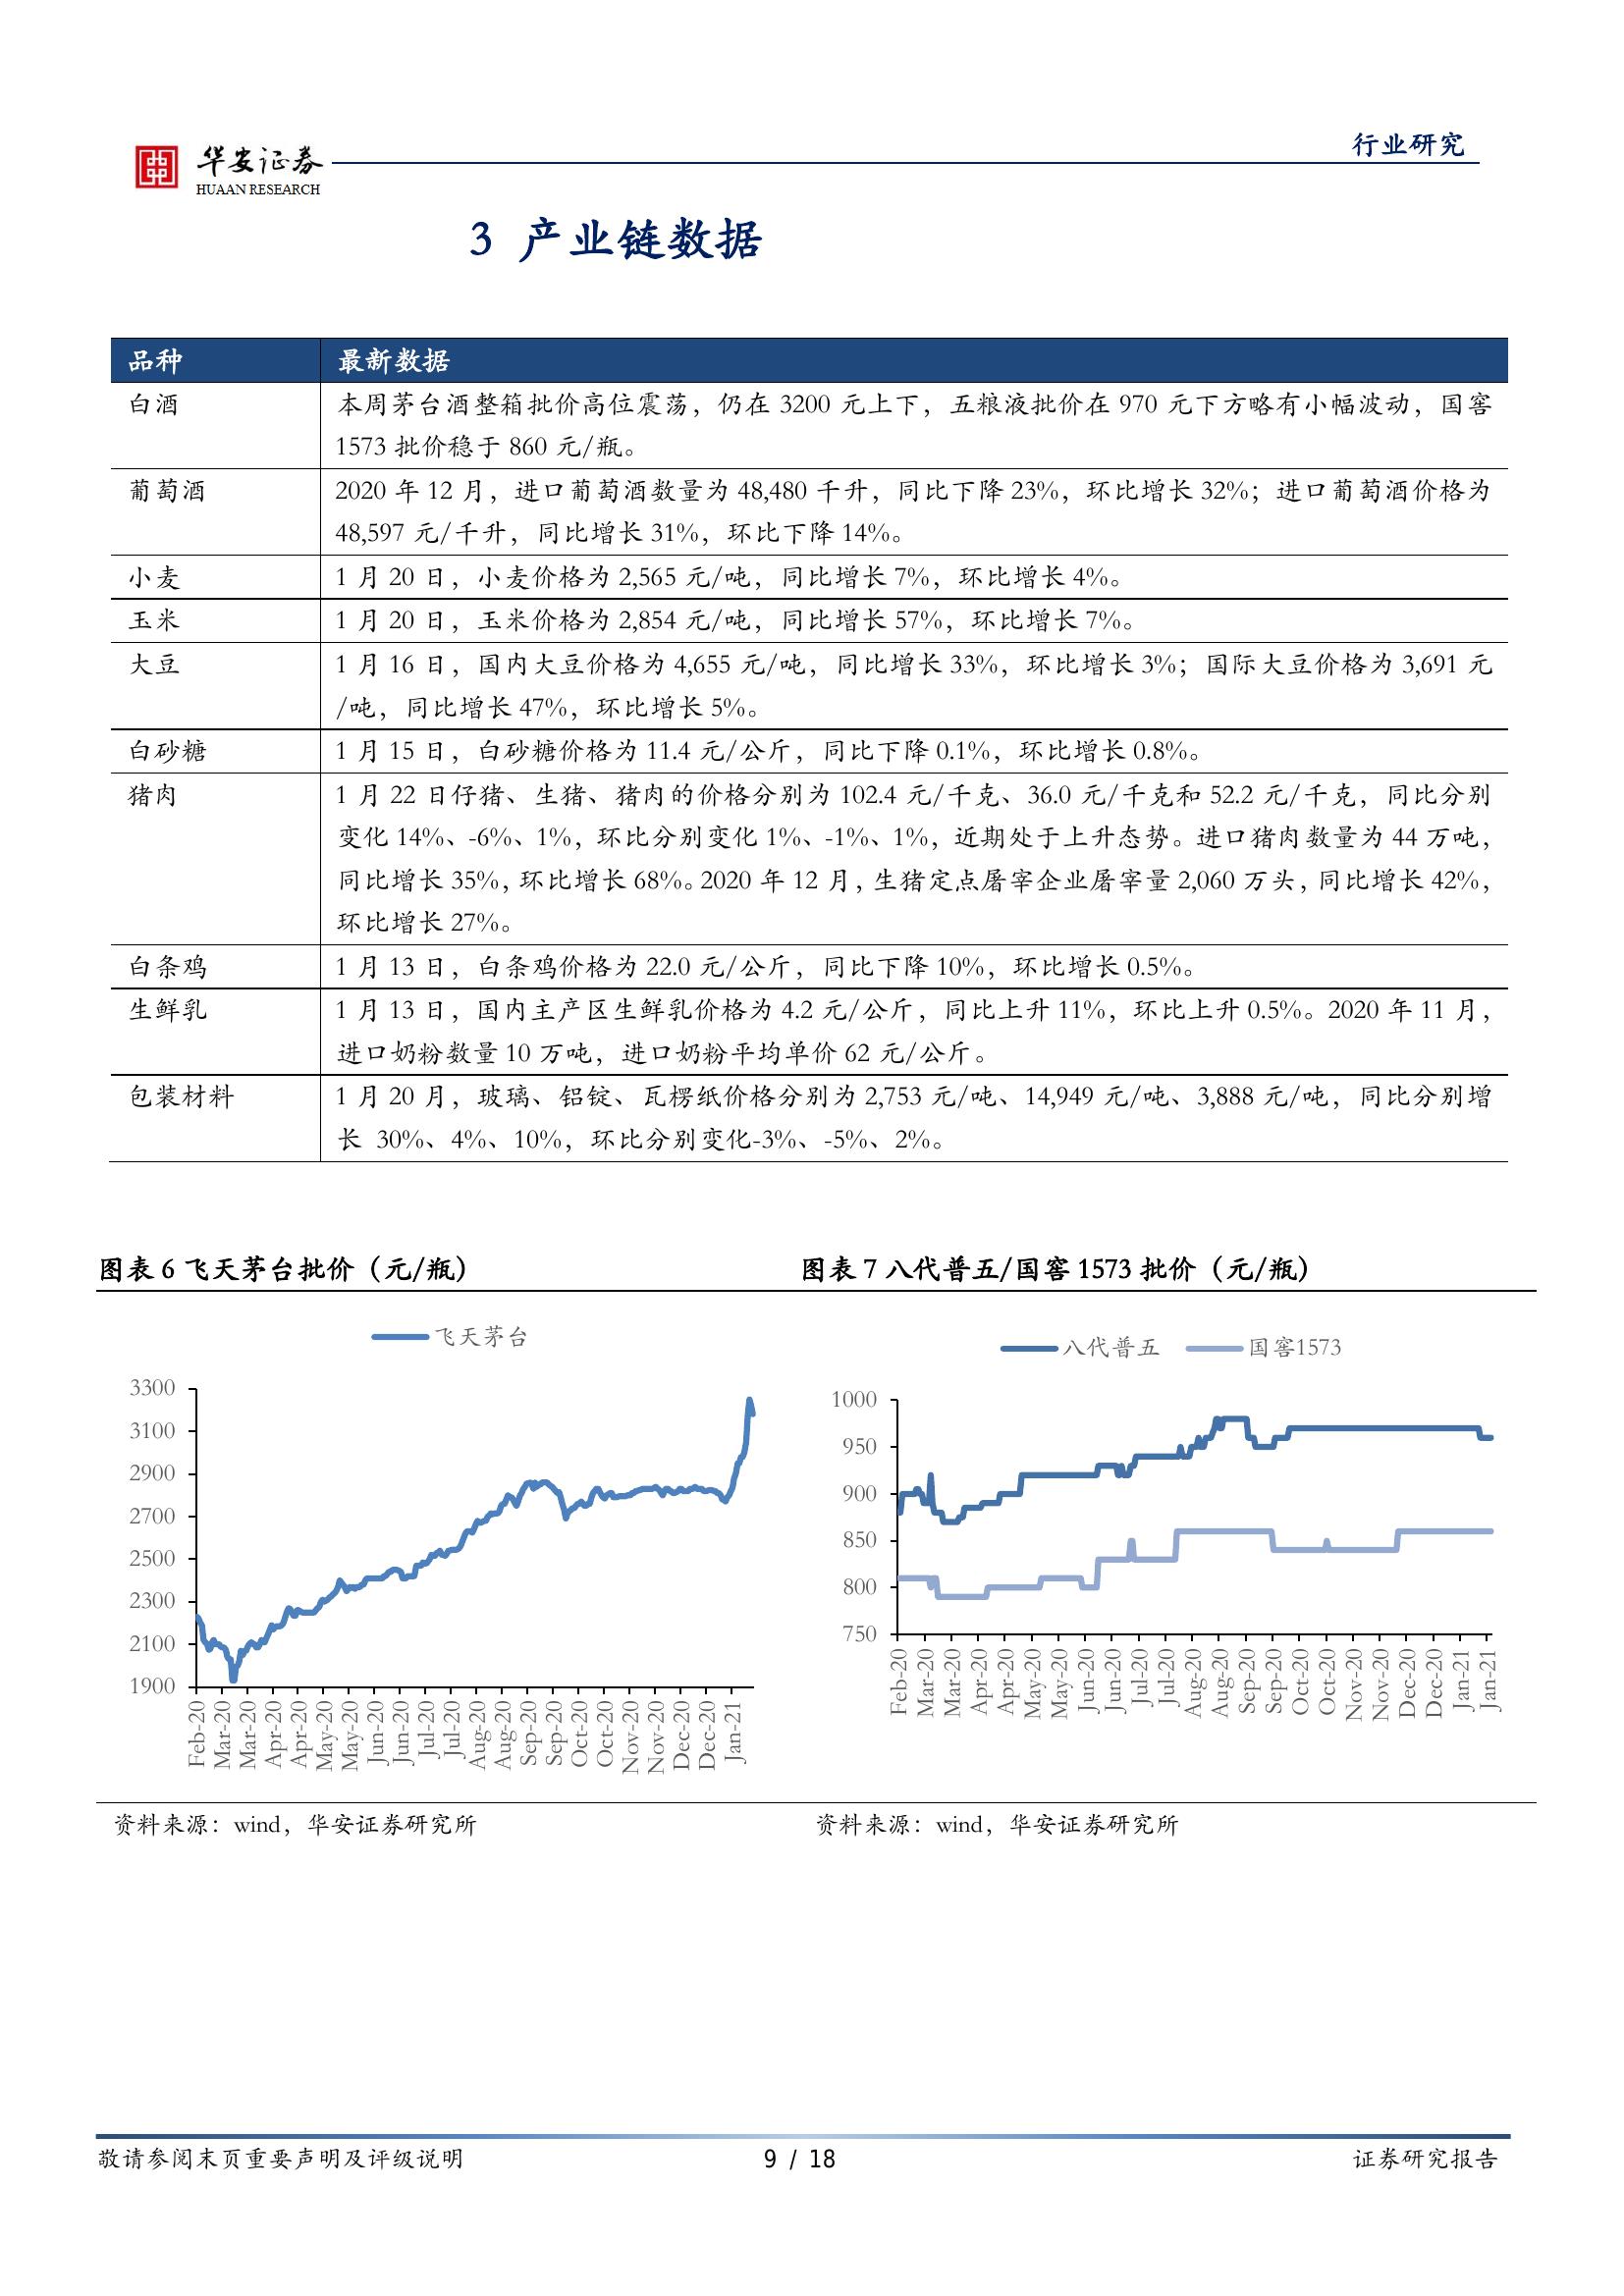 华安证券
HUAAN RESEARCH
行业研究
3 产业链数据
品种 最新数据
白酒 本周茅台酒整箱批价高位震荡，仍在 3200 元上下，五粮液批价在 970 元下方略有小幅波动，国窖
1573 批价稳于 860 元/瓶。
葡萄酒 2020 年 12 月，进口葡萄酒数量为 48,480 千升，同比下降 23%，环比增长 32%；进口葡萄酒价格为
48,597 元/千升，同比增长 31%，环比下降 14%。
小麦 1 月 20 日，小麦价格为 2,565 元/吨，同比增长 7%，环比增长 4%。
玉米 1 月 20 日，玉米价格为 2,854 元/吨，同比增长 57%，环比增长 7%。
大豆 1 月 16 日，国内大豆价格为 4,655 元/吨，同比增长 33%，环比增长 3%；国际大豆价格为 3,691 元
/吨，同比增长 47%，环比增长 5%。
白砂糖 1 月 15 日，白砂糖价格为 11.4 元/公斤，同比下降 0.1%，环比增长 0.8%。
猪肉 1 月 22 日仔猪、生猪、猪肉的价格分别为 102.4 元/千克、36.0 元/千克和 52.2 元/千克，同比分别
变化 14%、-6%、1%，环比分别变化 1%、-1%、1%，近期处于上升态势。进口猪肉数量为 44 万吨，
同比增长 35%，环比增长 68%。2020 年 12 月，生猪定点屠宰企业屠宰量 2,060 万头，同比增长 42%，
环比增长 27%。
白条鸡 1 月 13 日，白条鸡价格为 22.0 元/公斤，同比下降 10%，环比增长 0.5%。
生鲜乳 1 月 13 日，国内主产区生鲜乳价格为 4.2 元/公斤，同比上升 11%，环比上升 0.5%。2020 年 11 月，
进口奶粉数量 10 万吨，进口奶粉平均单价 62 元/公斤。
包装材料 1 月 20 月，玻璃、铝锭、瓦楞纸价格分别为 2,753 元/吨、14,949 元/吨、3,888 元/吨，同比分别增
长 30%、4%、10%，环比分别变化-3%、-5%、2%。
图表 6 飞天茅台批价（元/瓶）
飞天茅台
3300
3100
2900
2700
2500
2300
2100
1900
Feb-20 Mar-20 Mar-20 Apr-20 Apr-20 May-20 May-20 Jun-20 Jun-20 Jul-20 Jul-20 Aug-20 Aug-20 Sep-20 Sep-20 Oct-20 Oct-20 Nov-20 Nov-20 Dec-20 Dec-20 Jan-21
资料来源：wind，华安证券研究所
图表 7 八代普五/国窖 1573 批价（元/瓶）
八代普五 国窖1573
1000
950
900
850
800
750
Feb-20 Mar-20 Mar-20 Apr-20 Apr-20 May-20 May-20 Jun-20 Jun-20 Jul-20 Jul-20 Aug-20 Aug-20 Sep-20 Sep-20 Oct-20 Oct-20 Nov-20 Nov-20 Dec-20 Dec-20 Jan-21 Jan-21
资料来源：wind，华安证券研究所
敬请参阅末页重要声明及评级说明 9 / 18 证券研究报告